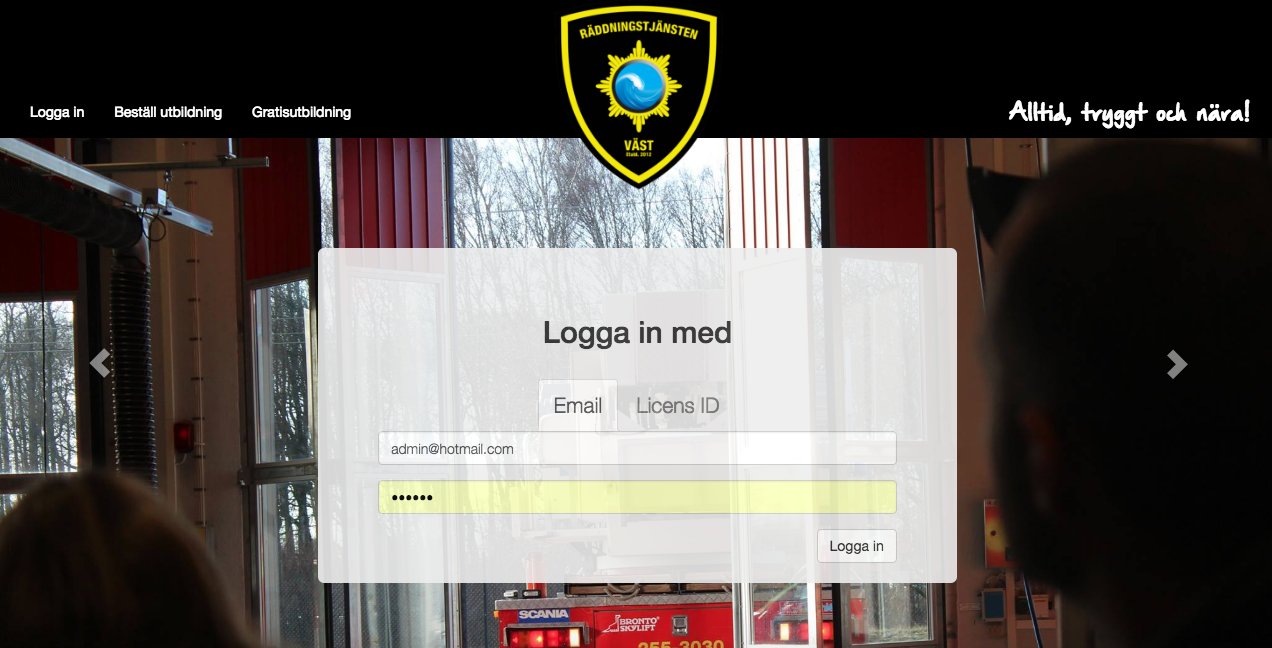 RÄDDNINGSTJÄNSTEN
VÄST
Etabl. 2013
Logga in
Beställ utbildning
Gratisutbildning
Alltid, tryggt och nära!
Logga in med
Email
Licens ID
admin@hotmail.com
••••••
Logga in
SCANIA
BRONTO
SKYLIFT
255-3030